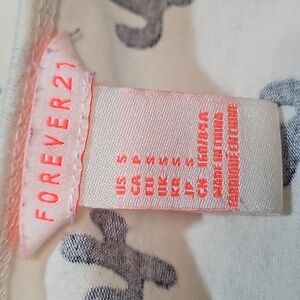 FOREVER 21
US S
CA P
EU S
UK S
KR S
JP S
CN 160/84A
MADE IN CHINA
FABRIQUÉ EN CHINE